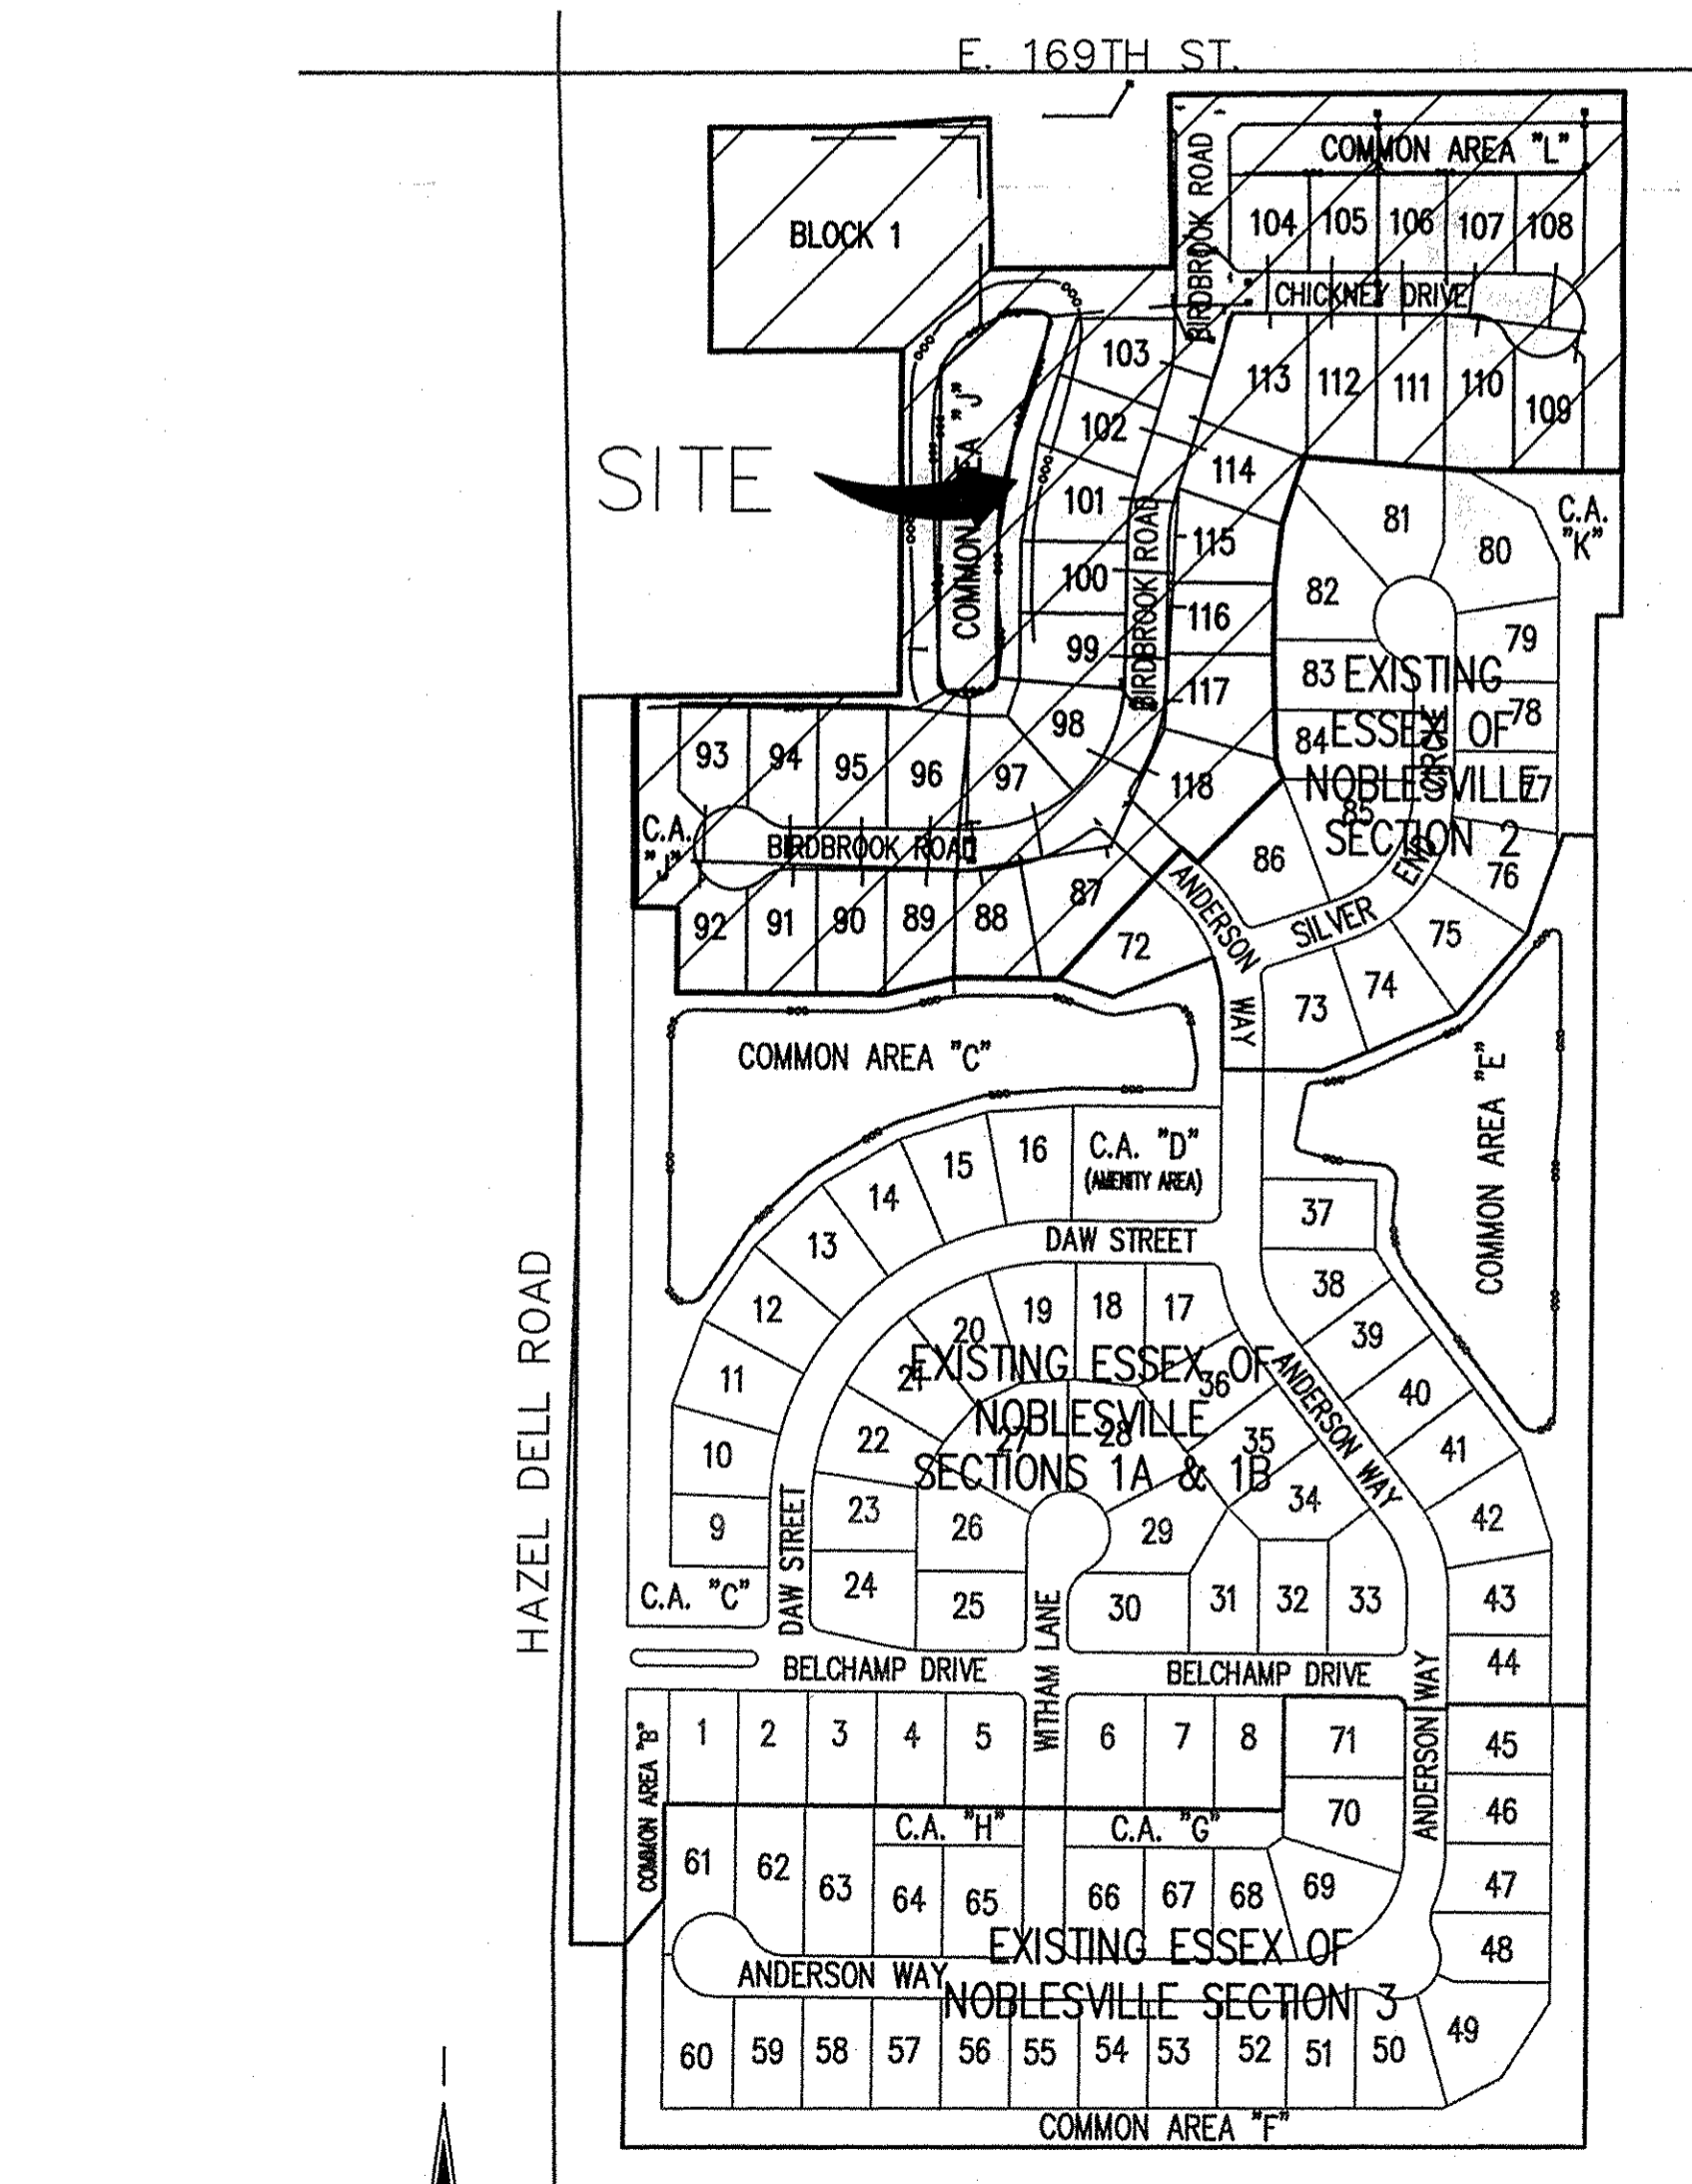 E. 169TH ST.
COMMON AREA "L"
BIRDBROOK ROAD
104 105 106 107 108
BLOCK 1
CHICKNEY DRIVE
103
113 112 111 110 109
COMMON AREA "J"
102
SITE
114
101
81
C.A.
"K"
80
BIRDBROOK ROAD
115
100
82
116
99
79
83
EXISTING
ESSEX OF
NOBLESVILLE
SECTION 2
117
78
98
84
93 94 95 96 97
118
77
85
C.A.
"J"
BIRDBROOK ROAD
86
SILVER
END
CIRCLE
76
87
92 91 90 89 88
72
ANDERSON
WAY
75
74
73
COMMON AREA "C"
COMMON AREA "E"
16
C.A. "D"
(AMENITY AREA)
15
14
37
13
DAW STREET
38
12
19 18 17
20
39
EXISTING ESSEX OF
NOBLESVILLE
SECTIONS 1A & 1B
11
21
36
ANDERSON WAY
40
HAZEL DELL ROAD
22
27
28
35
41
10
34
42
9
23
26
29
DAW STREET
C.A. "C"
24
25
WITHAM LANE
30
31 32 33
43
BELCHAMP DRIVE
BELCHAMP DRIVE
44
ANDERSON WAY
COMMON AREA "B"
1 2 3 4 5
6 7 8
71
45
70
46
C.A. "H"
C.A. "G"
61 62 63 64 65
66 67 68 69
47
48
EXISTING ESSEX OF
NOBLESVILLE SECTION 3
ANDERSON WAY
60 59 58 57 56 55 54 53 52 51 50 49
COMMON AREA "F"